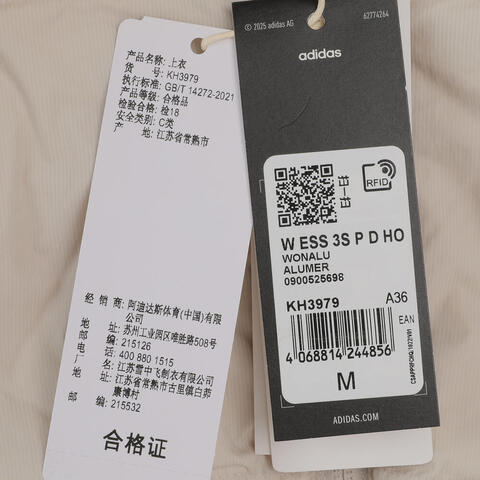 产品名称: 上衣
货 号: KH3979
执行标准: GB/T 14272-2021
产品等级: 合格品
检验合格: 检18
安全类别: C类
产 地: 江苏省常熟市
经 销 商: 阿迪达斯体育(中国)有限
公司
地 址: 苏州工业园区唯胜路508号
邮 编: 215126
电 话: 400 880 1515
厂 名: 江苏雪中飞制衣有限公司
地 址: 江苏省常熟市古里镇白茆
康博村
邮 编: 215532
合格证
© 2025 adidas AG
62774264
adidas
RFID
W ESS 3S P D HO
WONALU
ALUMER
0900525698
KH3979 A36
EAN
4 068814 244856
M
ADIDAS.COM